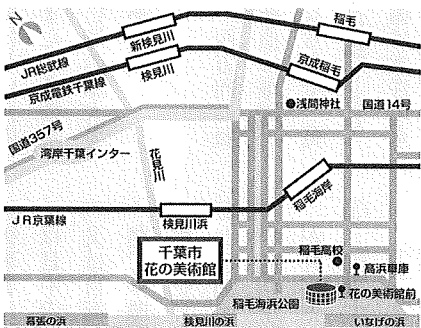 稲毛
新検見川
JR総武線
京成稲毛
検見川
京成電鉄千葉線
浅間神社
国道14号
国道357号
湾岸千葉インター
花見川
稲毛海岸
JR京葉線
検見川浜
千葉市
花の美術館
稲毛高校
高浜車庫
花の美術館前
稲毛海浜公園
幕張の浜
検見川の浜
いなげの浜